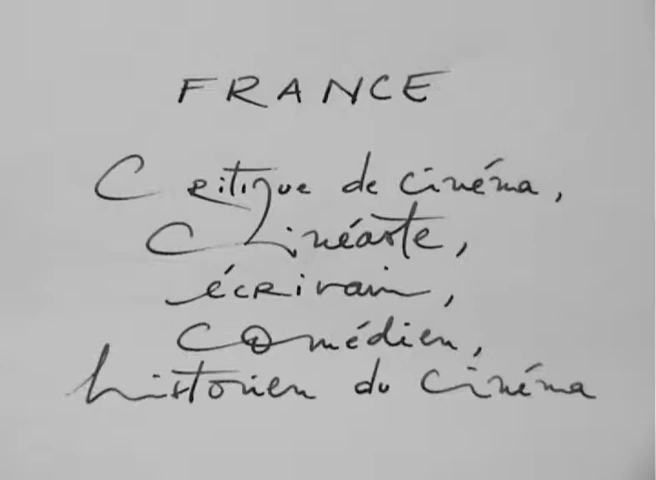 FRANCE
Critique de cinéma,
Cinéaste,
écrivain,
comédien,
historien du cinéma